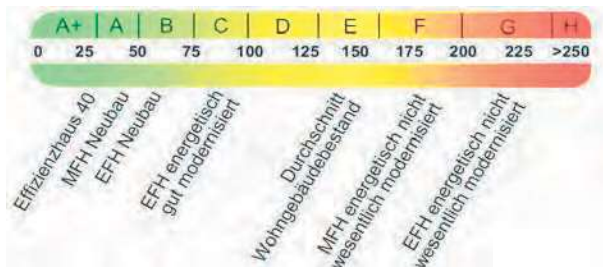 A+ A B C D E F G H
0 25 50 75 100 125 150 175 200 225 >250
Effizienzhaus 40
MFH Neubau
EFH Neubau
EFH energetisch
gut modernisiert
Durchschnitt
Wohngebäudebestand
MFH energetisch nicht
wesentlich modernisiert
EFH energetisch nicht
wesentlich modernisiert